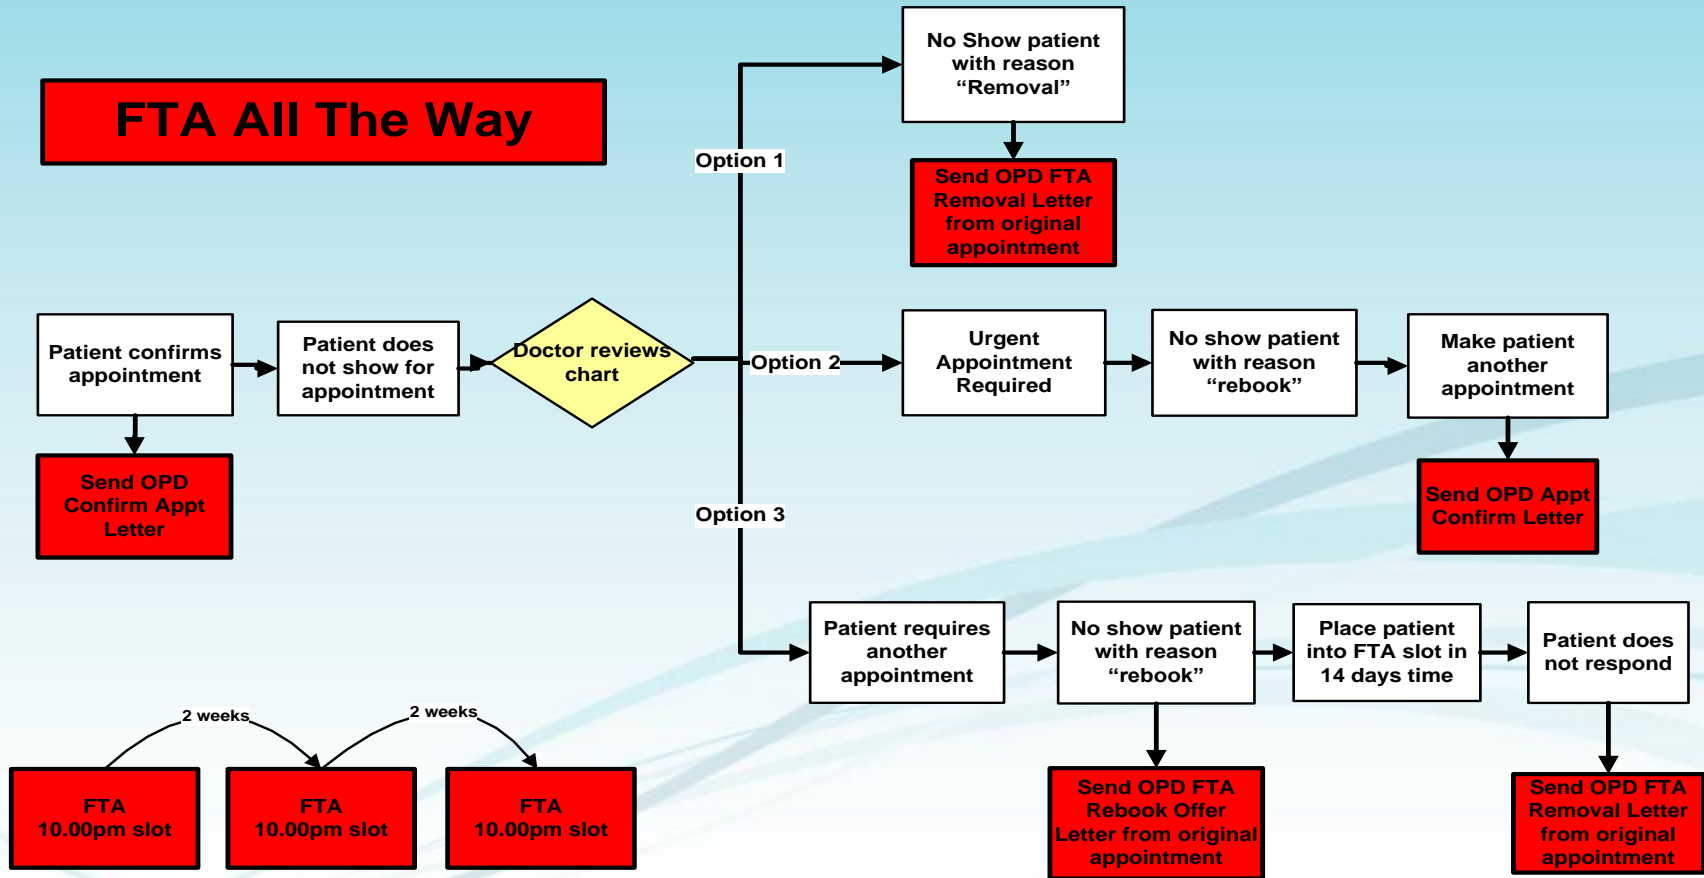 FTA All The Way
No Show patient
with reason
“Removal”
Option 1
Send OPD FTA
Removal Letter
from original
appointment
Patient confirms
appointment
Patient does
not show for
appointment
Doctor reviews
chart
Option 2
Urgent
Appointment
Required
No show patient
with reason
“rebook”
Make patient
another
appointment
Send OPD
Confirm Appt
Letter
Send OPD Appt
Confirm Letter
Option 3
Patient requires
another
appointment
No show patient
with reason
“rebook”
Place patient
into FTA slot in
14 days time
Patient does
not respond
2 weeks
2 weeks
FTA
10.00pm slot
FTA
10.00pm slot
FTA
10.00pm slot
Send OPD FTA
Rebook Offer
Letter from original
appointment
Send OPD FTA
Removal Letter
from original
appointment